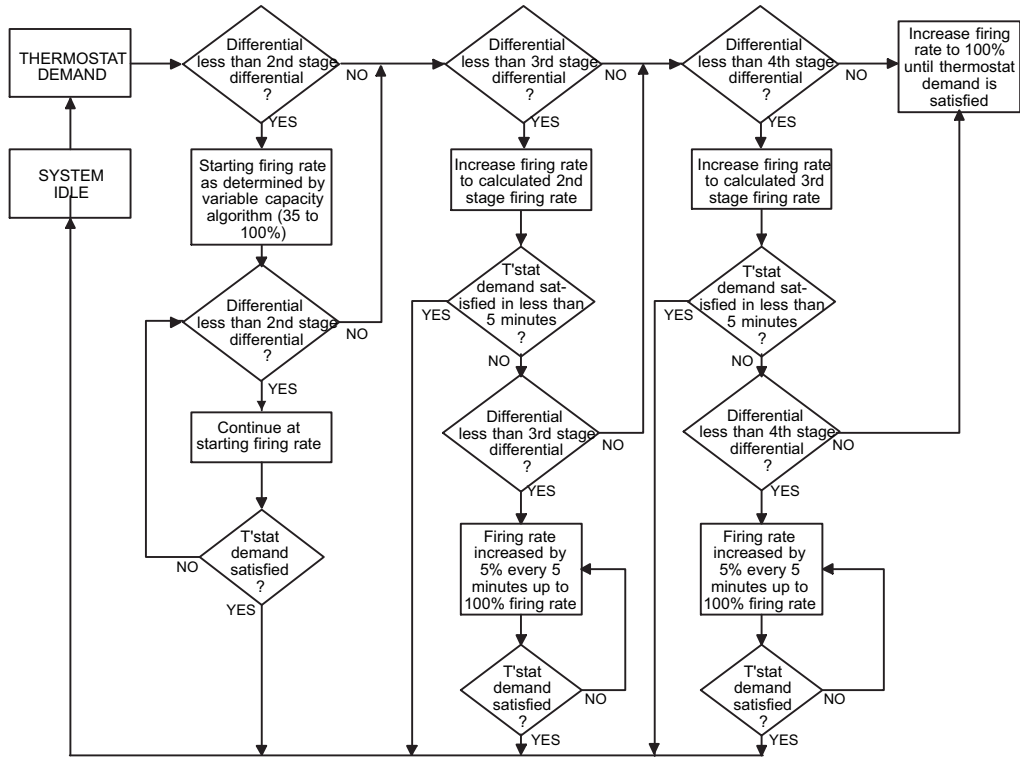 THERMOSTAT
DEMAND
SYSTEM
IDLE
Differential
less than 2nd stage
differential
?
NO
YES
Starting firing rate
as determined by
variable capacity
algorithm (35 to
100%)
Differential
less than 2nd stage
differential
?
NO
YES
Continue at
starting firing rate
T'stat
demand
satisfied
?
NO
YES
Differential
less than 3rd stage
differential
?
NO
YES
Increase firing rate
to calculated 2nd
stage firing rate
T'stat
demand sat-
isfied in less than
5 minutes
?
YES
NO
Differential
less than 3rd stage
differential
?
NO
YES
Firing rate
increased by
5% every 5
minutes up to
100% firing rate
T'stat
demand
satisfied
?
NO
YES
Differential
less than 4th stage
differential
?
NO
YES
Increase firing rate
to calculated 3rd
stage firing rate
T'stat
demand sat-
isfied in less than
5 minutes
?
YES
NO
Differential
less than 4th stage
differential
?
NO
YES
Firing rate
increased by
5% every 5
minutes up to
100% firing rate
T'stat
demand
satisfied
?
NO
YES
Increase firing
rate to 100%
until thermostat
demand is
satisfied